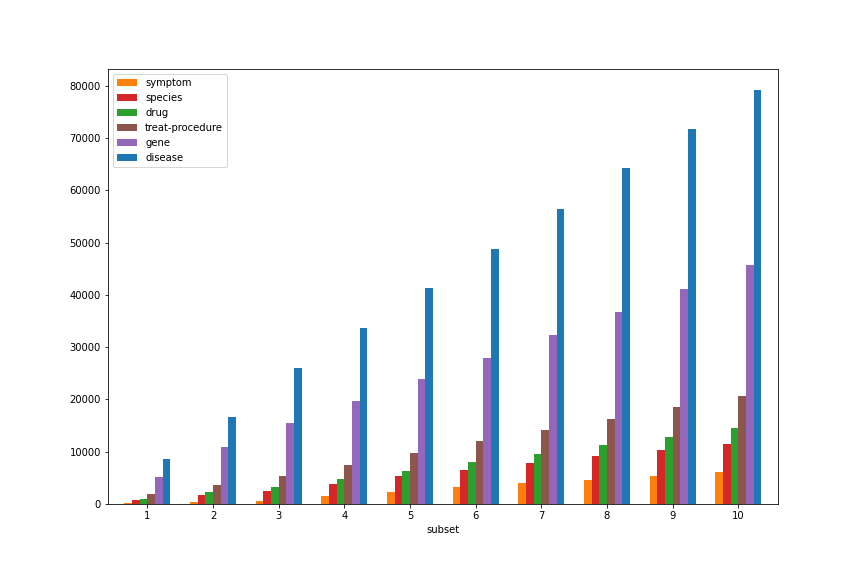 symptom
species
drug
treat-procedure
gene
disease
80000
70000
60000
50000
40000
30000
20000
10000
0
1 2 3 4 5 6 7 8 9 10
subset